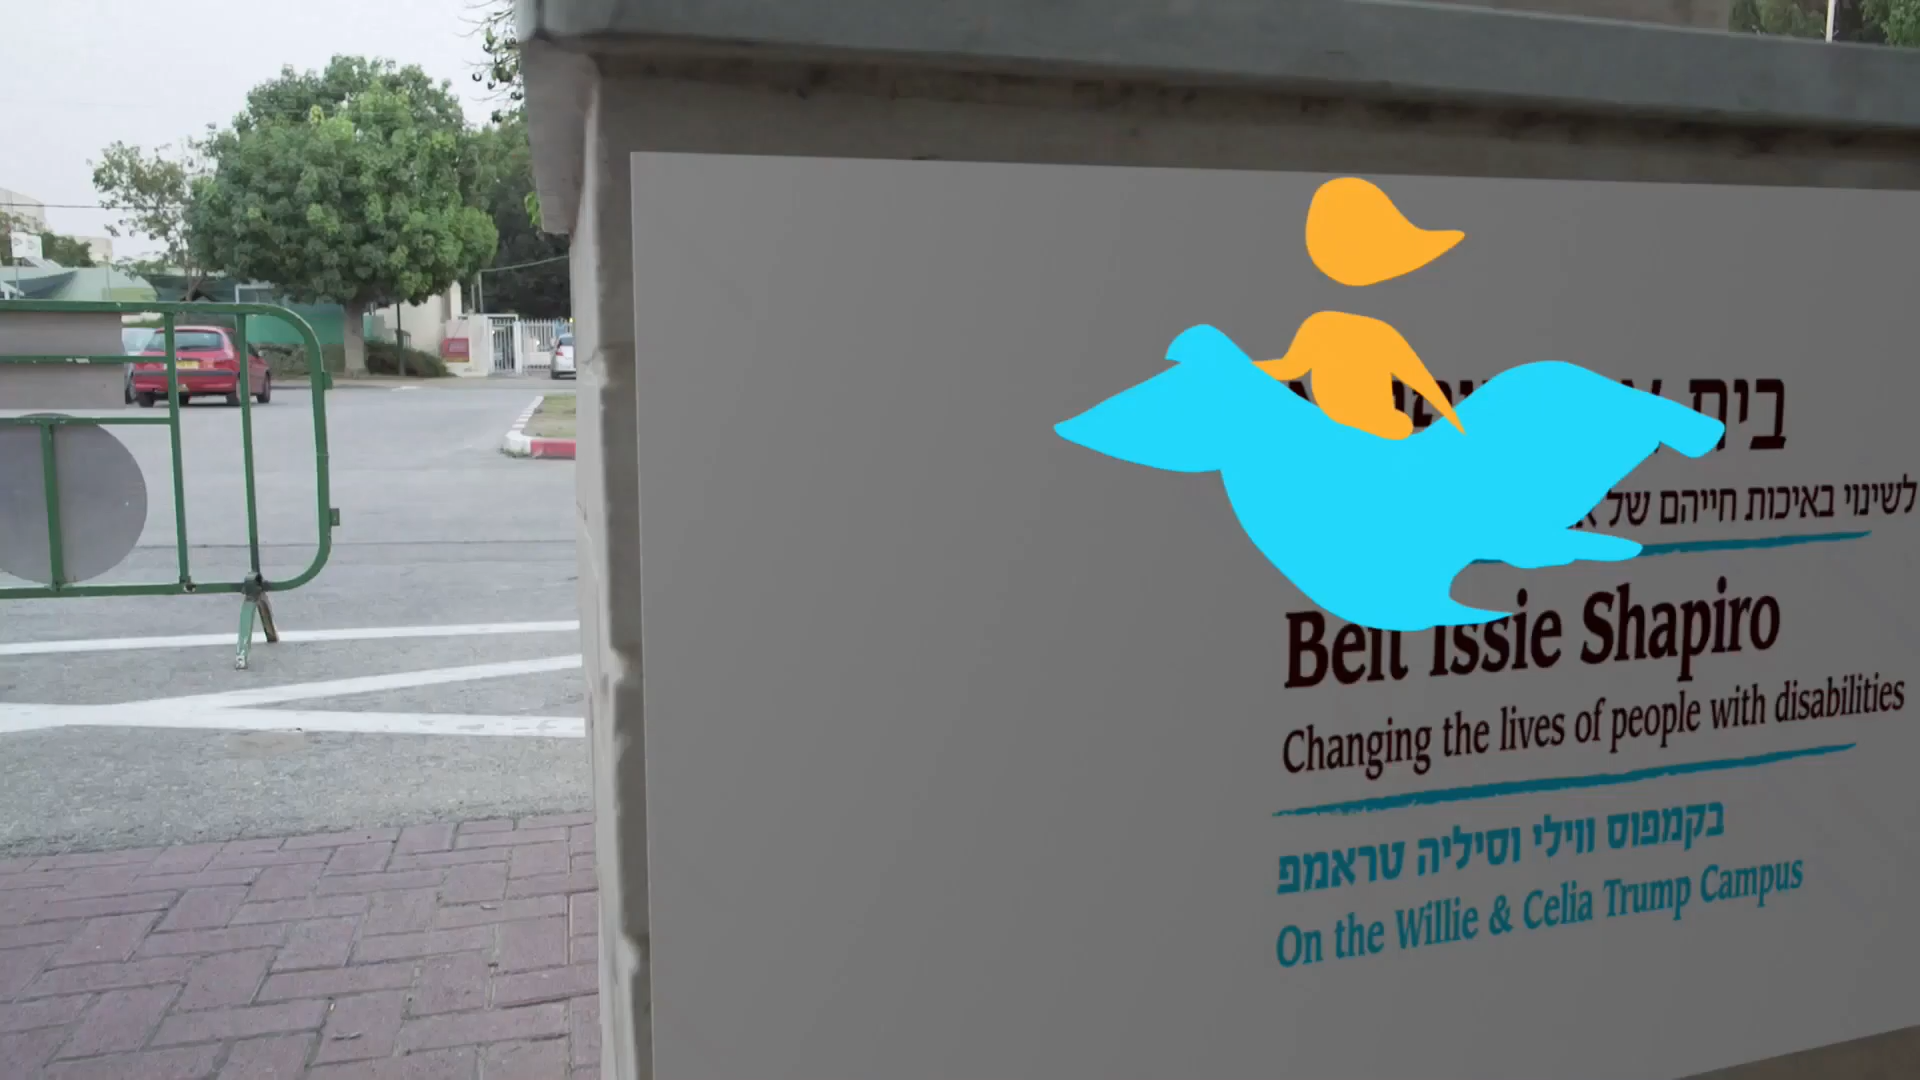 בית
לשינוי באיכות חייהם של
Beit Issie Shapiro
Changing the lives of people with disabilities
בקמפוס ווילי וסיליה טראמפ
On the Willie & Celia Trump Campus